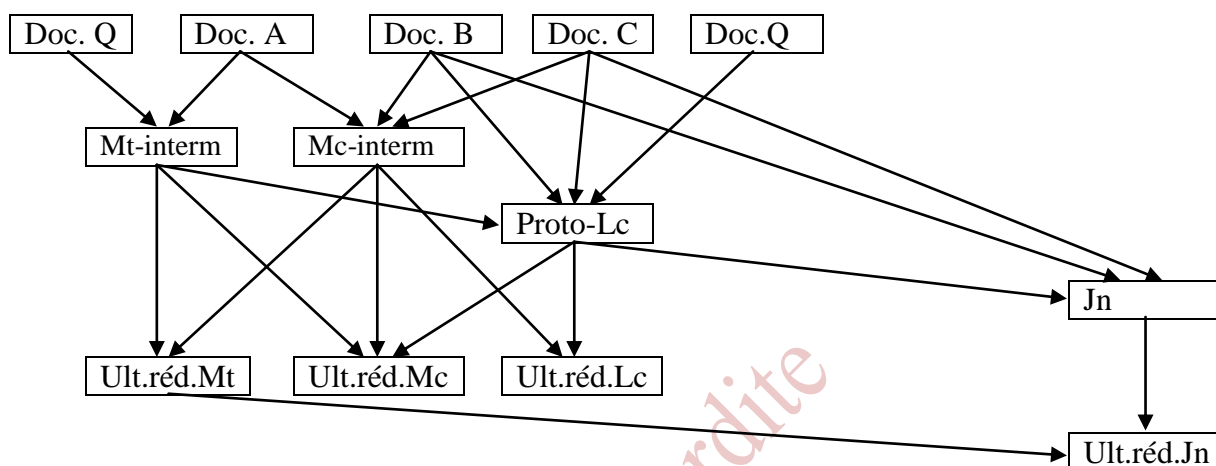 Doc. Q Doc. A Doc. B Doc. C Doc.Q
Mt-interm Mc-interm
Proto-Lc
Jn
Ult.réd.Mt Ult.réd.Mc Ult.réd.Lc
rdite
Ult.réd.Jn